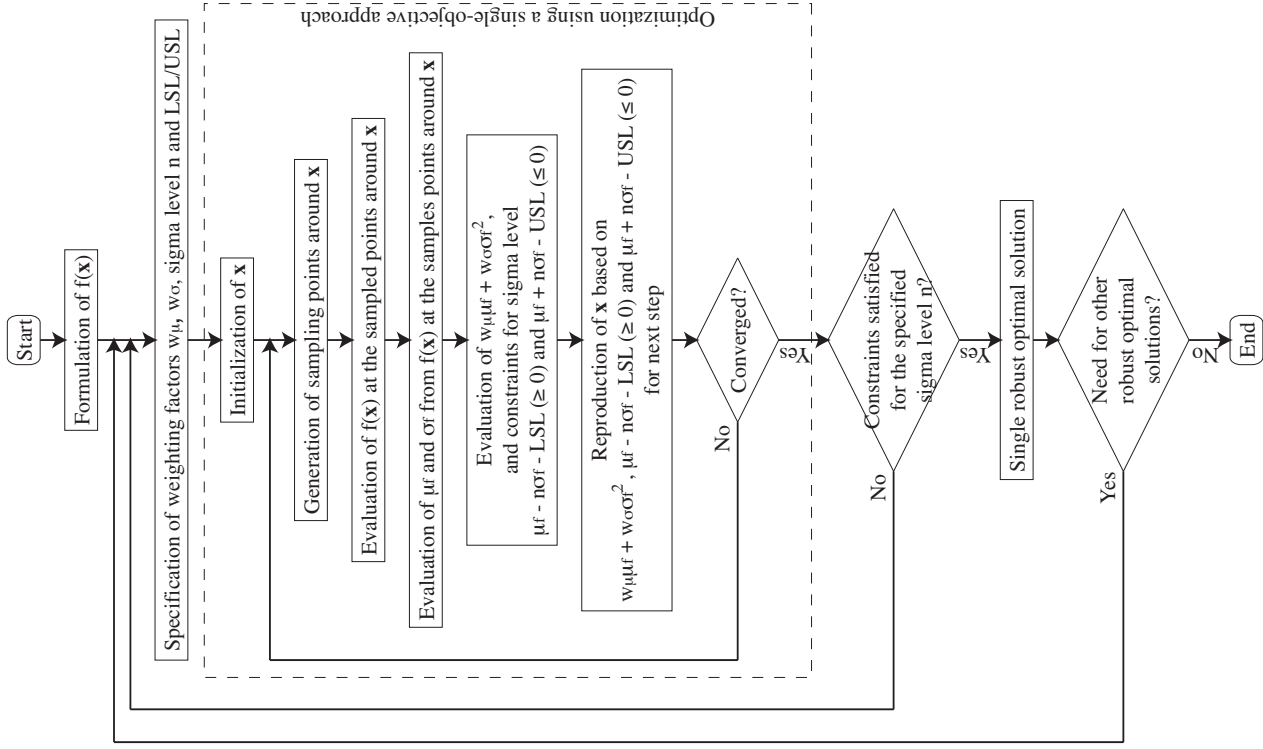 Start
Formulation of f(x)
Specification of weighting factors wμ, wσ, sigma level n and LSL/USL
Optimization using a single-objective
approach
Initialization of x
Generation of sampling points around x
Evaluation of f(x) at the sampled points around x
Evaluation of μf and σf from f(x) at the samples points around x
Evaluation of wμμf + wσσf²,
and constraints for sigma level
μf - nσf - LSL (≥ 0) and μf + nσf - USL (≤ 0)
Reproduction of x based on
wμμf + wσσf², μf - nσf - LSL (≥ 0) and μf + nσf - USL (≤ 0)
for next step
Converged?
No
Yes
Constraints satisfied
for the specified
sigma level n?
No
Yes
Single robust optimal solution
Need for other
robust optimal
solutions?
Yes
No
End